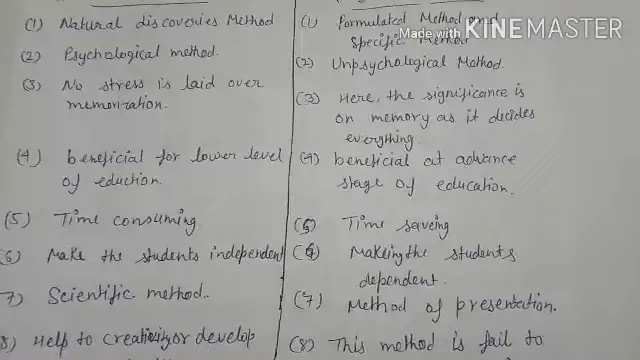 (1) Natural discoveries Method
(2) Psychological method.
(3) No stress is laid over
memorization.
(4) beneficial for lower level
of eduction.
(5) Time consuming
(6) Make the students independent
7) Scientific method.
8) Help to or develop
(1) Formulated Method and
Specific Method
Made with KINEMASTER
(2) Unpsychological Method.
(3) Here, the significance is
on memory as it decides
everything.
(4) beneficial at advance
stage of education.
(5) Time serveing
(6) Makeing the students
dependent.
(7) Method of presentation.
(8) This method is fail to